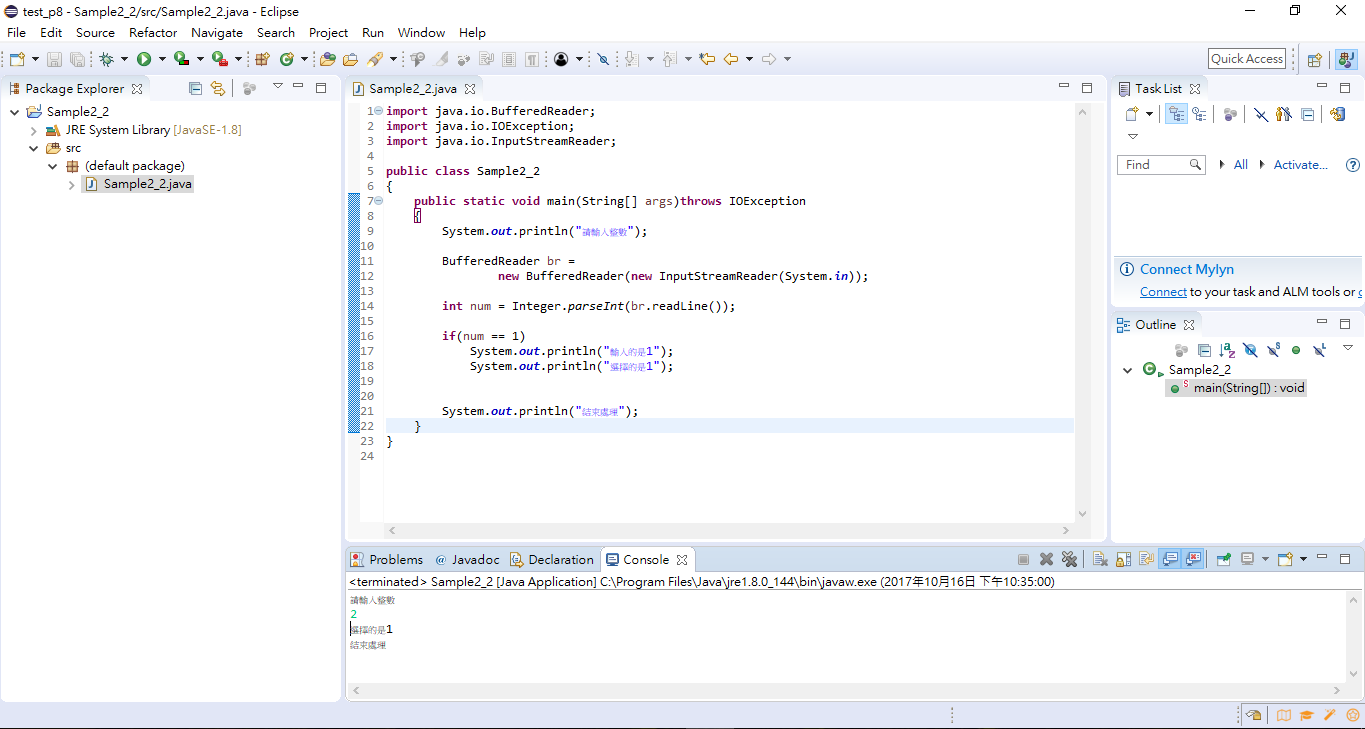 test_p8 - Sample2_2/src/Sample2_2.java - Eclipse
File Edit Source Refactor Navigate Search Project Run Window Help
Quick Access
Package Explorer
Sample2_2
JRE System Library [JavaSE-1.8]
src
(default package)
Sample2_2.java
Sample2_2.java
1 import java.io.BufferedReader;
2 import java.io.IOException;
3 import java.io.InputStreamReader;
4
5 public class Sample2_2
6 {
7 public static void main(String[] args)throws IOException
8 {
9 System.out.println("請輸入整數");
10
11 BufferedReader br =
12 new BufferedReader(new InputStreamReader(System.in));
13
14 int num = Integer.parseInt(br.readLine());
15
16 if(num == 1)
17 System.out.println("輸入的是1");
18 System.out.println("選擇的是1");
19
20
21 System.out.println("結束處理");
22 }
23 }
24
Task List
Find
All
Activate...
Connect Mylyn
Connect to your task and ALM tools or c
Outline
Sample2_2
main(String[]) : void
Problems @ Javadoc Declaration Console
<terminated> Sample2_2 [Java Application] C:\Program Files\Java\jre1.8.0_144\bin\javaw.exe (2017年10月16日 下午10:35:00)
請輸入整數
2
選擇的是1
結束處理